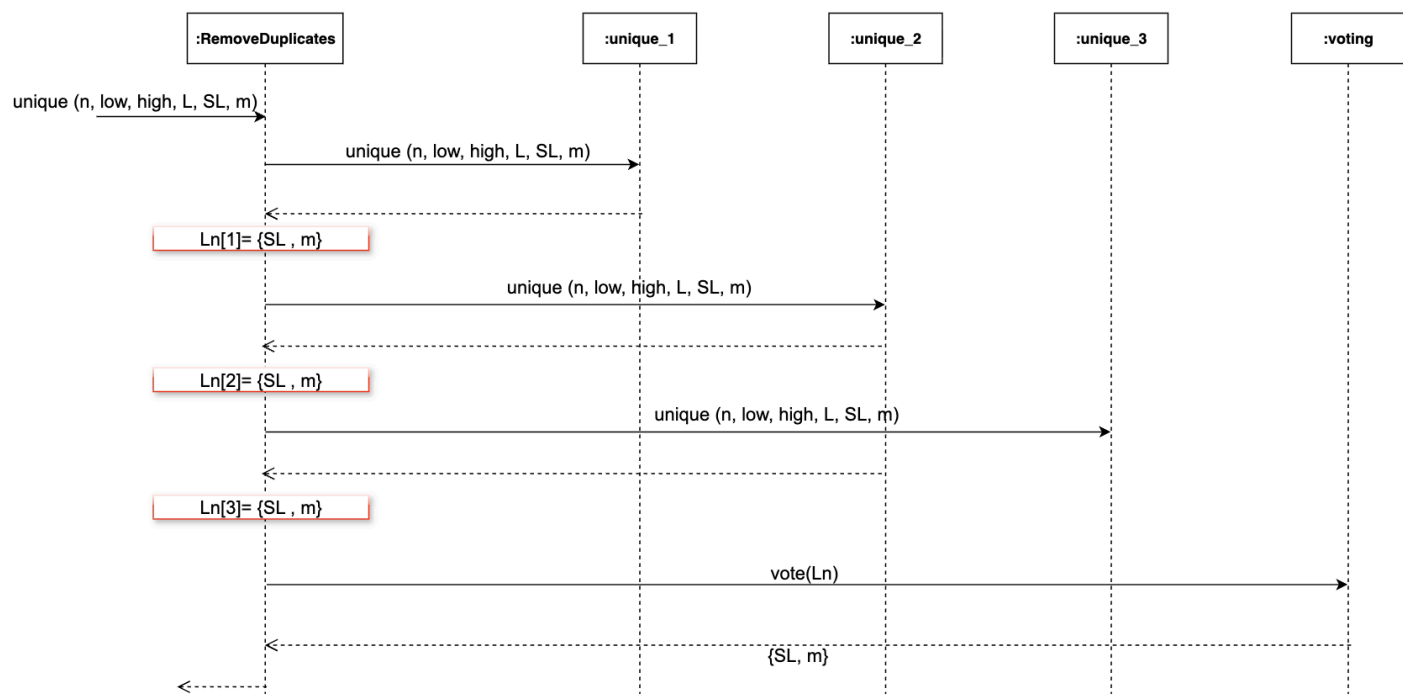 :RemoveDuplicates
:unique_1
:unique_2
:unique_3
:voting
unique (n, low, high, L, SL, m)
unique (n, low, high, L, SL, m)
Ln[1]= {SL , m}
unique (n, low, high, L, SL, m)
Ln[2]= {SL , m}
unique (n, low, high, L, SL, m)
Ln[3]= {SL , m}
vote(Ln)
{SL, m}